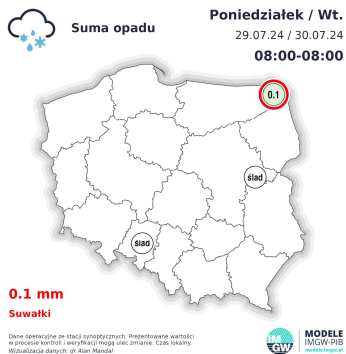 Suma opadu
Poniedziałek / Wt.
29.07.24 / 30.07.24
08:00-08:00
0.1
ślad
ślad
0.1 mm
Suwałki
Dane operacyjne ze stacji synoptycznych. Prezentowane wartości
w procesie kontroli i weryfikacji mogą ulec zmianie. Czas lokalny.
Wizualizacja danych: dr Alan Mandal
IM
GW
MODELE
IMGW-PIB
modele.imgw.pl